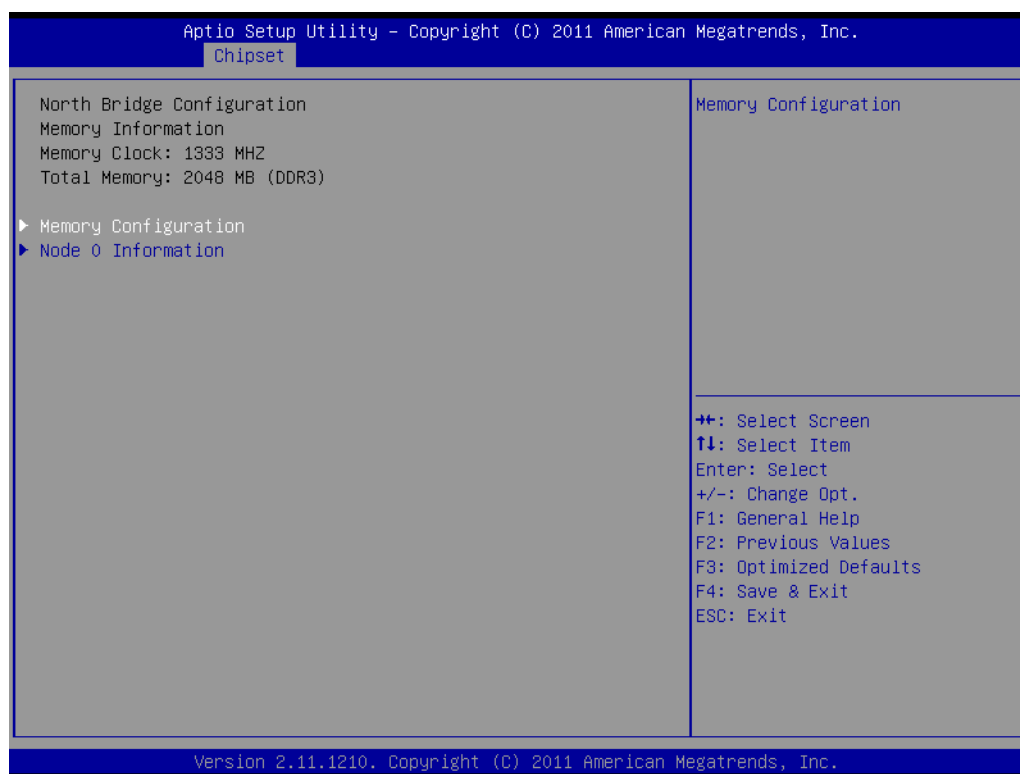 Aptio Setup Utility – Copyright (C) 2011 American Megatrends, Inc.
Chipset
North Bridge Configuration
Memory Information
Memory Clock: 1333 MHZ
Total Memory: 2048 MB (DDR3)
▶ Memory Configuration
▶ Node 0 Information
Memory Configuration
→←: Select Screen
↑↓: Select Item
Enter: Select
+/-: Change Opt.
F1: General Help
F2: Previous Values
F3: Optimized Defaults
F4: Save & Exit
ESC: Exit
Version 2.11.1210. Copyright (C) 2011 American Megatrends, Inc.